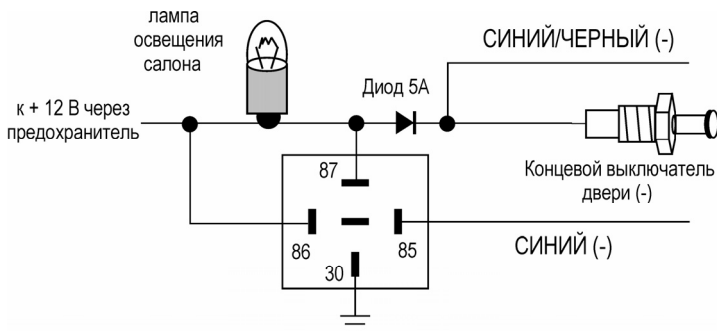 лампа
освещения
салона
СИНИЙ/ЧЕРНЫЙ (-)
Диод 5А
к + 12 В через
предохранитель
Концевой выключатель
двери (-)
87
86
85
30
СИНИЙ (-)